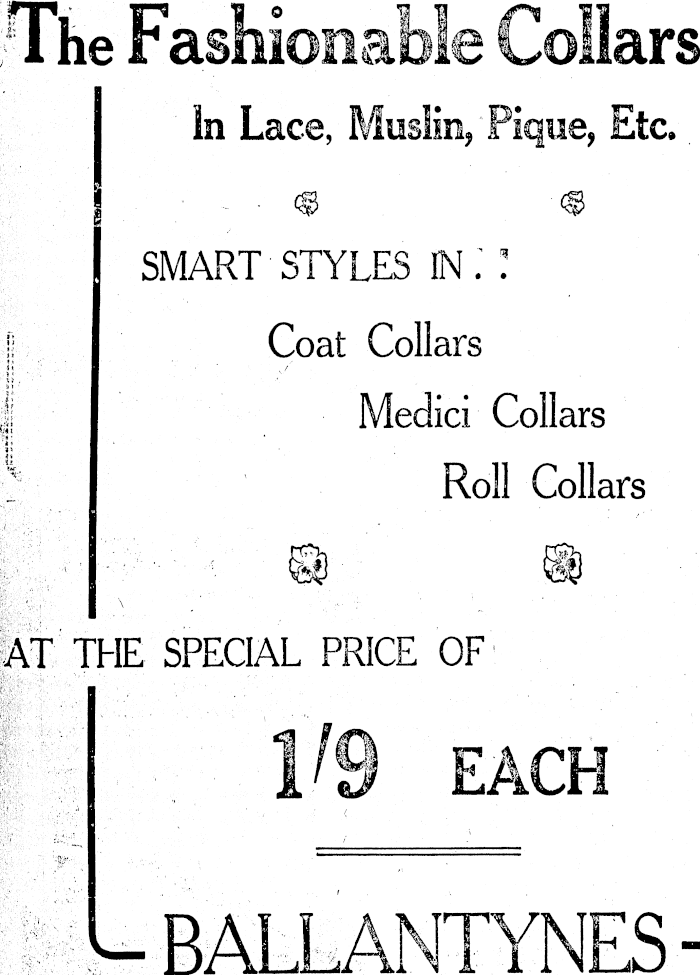 The Fashionable Collars
In Lace, Muslin, Pique, Etc.
SMART STYLES IN : :
Coat Collars
Medici Collars
Roll Collars
AT THE SPECIAL PRICE OF
1/9 EACH
BALLANTYNES